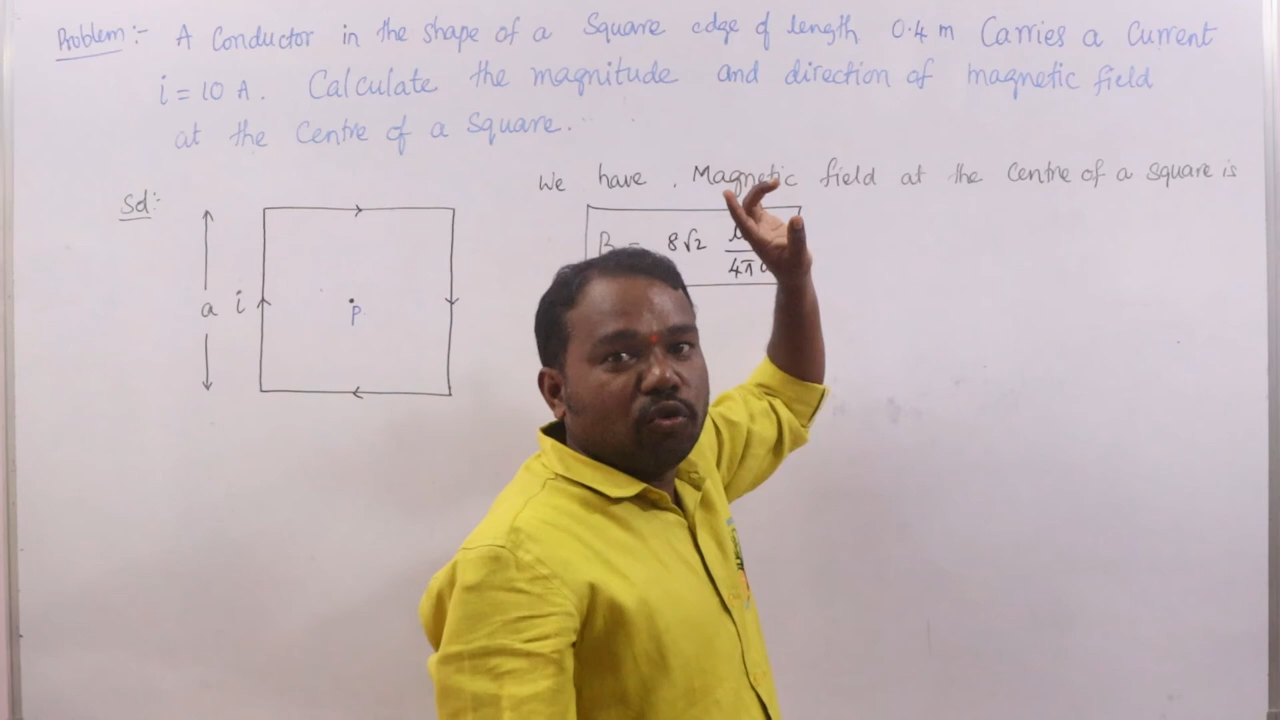 Problem :- A Conductor in the shape of a Square edge of length 0.4 m Carries a Current
i = 10 A. Calculate the magnitude and direction of magnetic field
at the Centre of a Square.
Sol:-
We have, Magnetic field at the Centre of a square is
B = 8√2
4π
a i
P